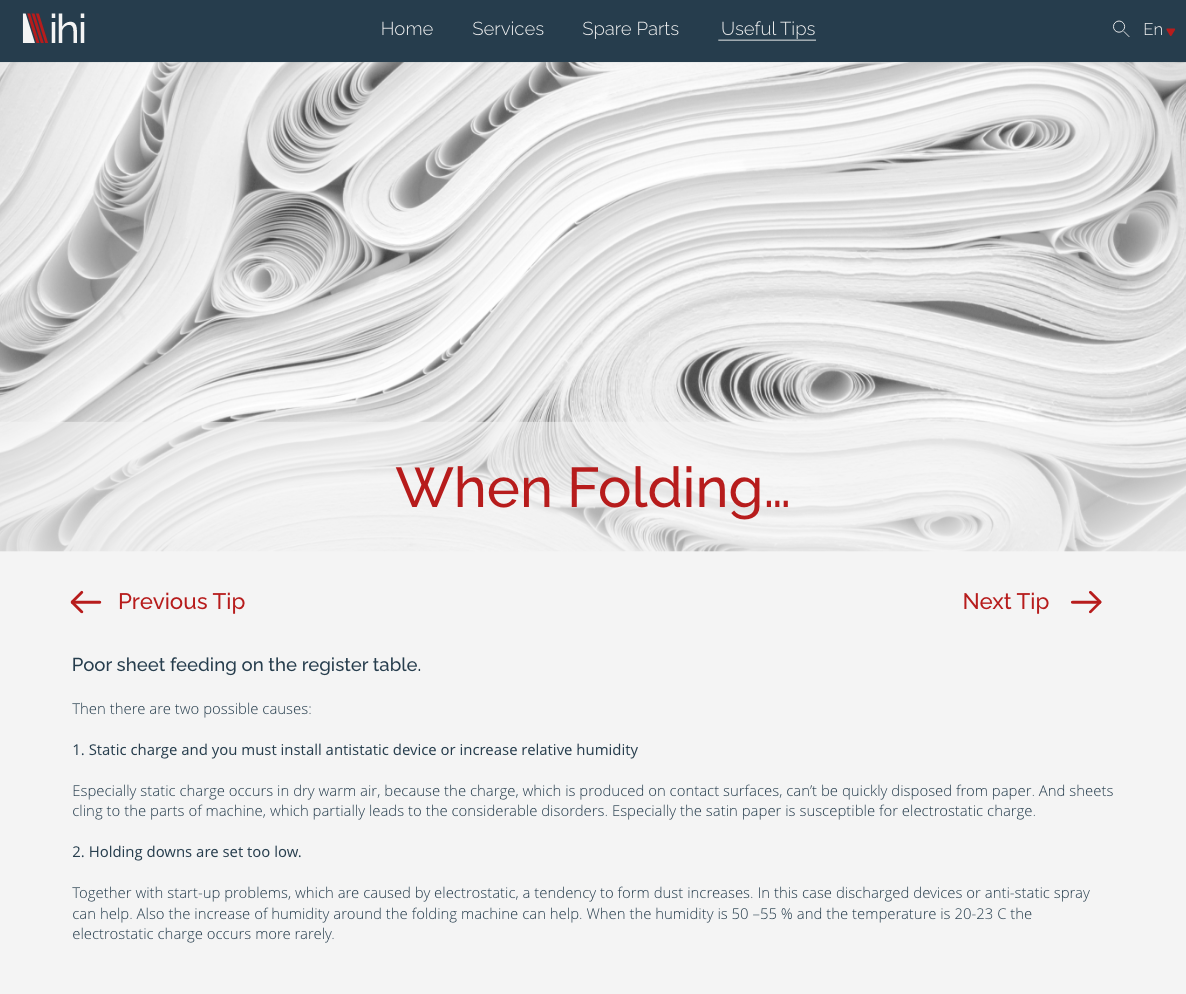 ihi
Home
Services
Spare Parts
Useful Tips
En
When Folding...
Previous Tip
Next Tip
Poor sheet feeding on the register table.
Then there are two possible causes:
1. Static charge and you must install antistatic device or increase relative humidity
Especially static charge occurs in dry warm air, because the charge, which is produced on contact surfaces, can’t be quickly disposed from paper. And sheets
cling to the parts of machine, which partially leads to the considerable disorders. Especially the satin paper is susceptible for electrostatic charge.
2. Holding downs are set too low.
Together with start-up problems, which are caused by electrostatic, a tendency to form dust increases. In this case discharged devices or anti-static spray
can help. Also the increase of humidity around the folding machine can help. When the humidity is 50 –55 % and the temperature is 20-23 C the
electrostatic charge occurs more rarely.